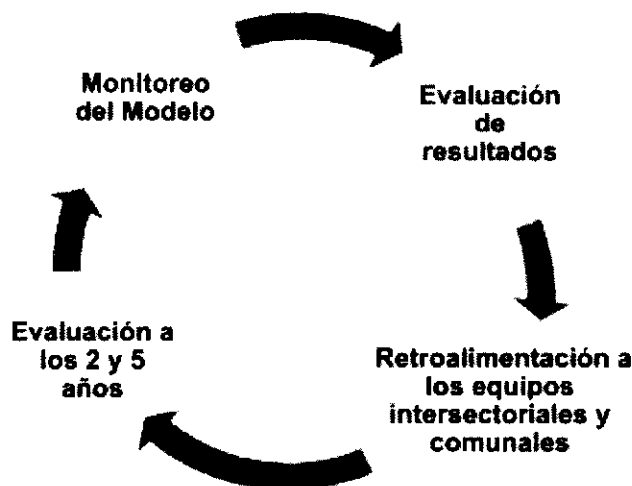 Monitoreo
del Modelo
Evaluación
de
resultados
Retroalimentación a
los equipos
intersectoriales y
comunales
Evaluación a
los 2 y 5
años